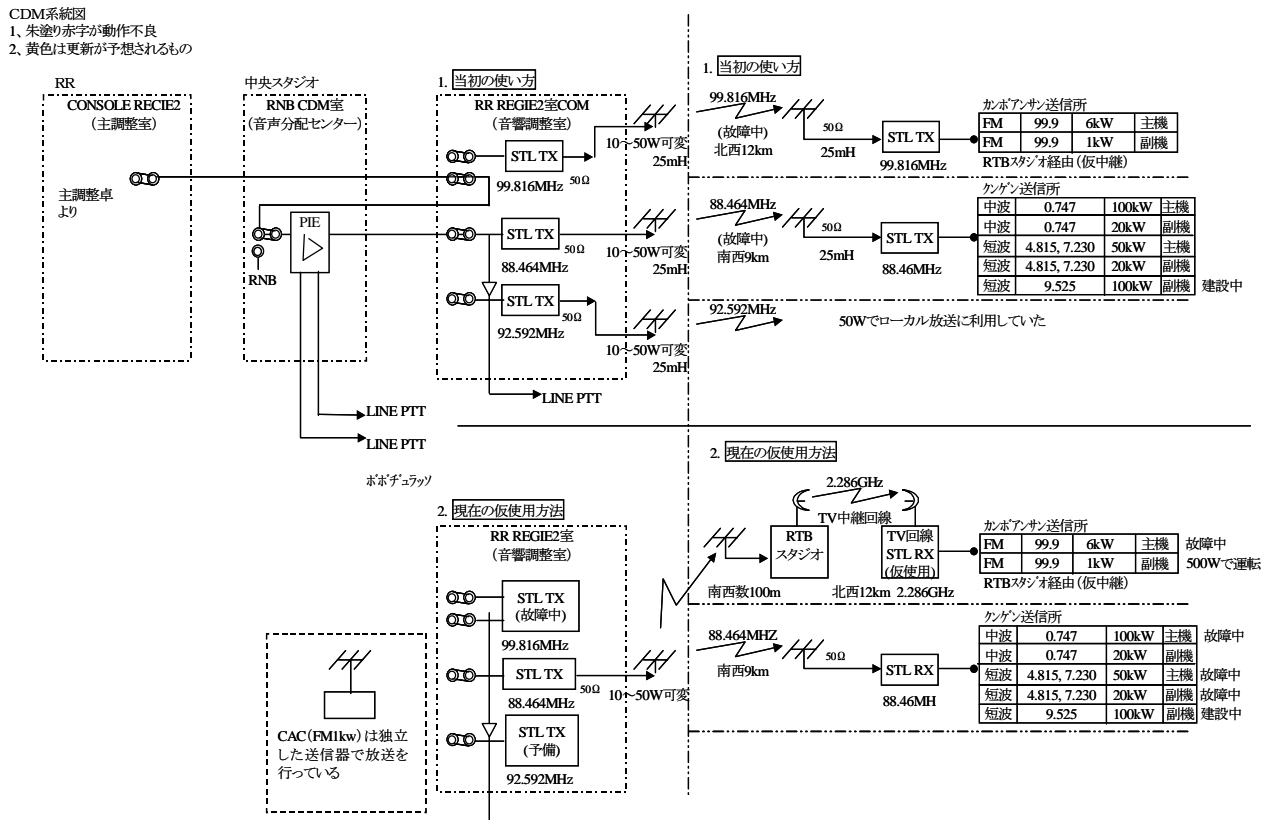 CDM系統図
1、朱塗り赤字が動作不良
2、黄色は更新が予想されるもの
RR
CONSOLE RECIE2
(主調整室)
主調整卓
より
中央スタジオ
RNB CDM室
(音声分配センター)
PIE
RNB
LINE PTT
LINE PTT
1. 当初の使い方
RR REGIE2室COM
(音響調整室)
STL TX
50Ω
99.816MHz
10～50W可変
25mH
STL TX
50Ω
88.464MHz
10～50W可変
25mH
STL TX
50Ω
92.592MHz
10～50W可変
25mH
LINE PTT
1. 当初の使い方
99.816MHz
(故障中)
北西12km
50Ω
25mH
STL TX
99.816MHz
カンボアンサン送信所
FM 99.9 6kW 主機
FM 99.9 1kW 副機
RTBスタジオ経由(仮中継)
88.464MHz
(故障中)
南西9km
50Ω
25mH
STL TX
88.46MHz
クンゲン送信所
中波 0.747 100kW 主機
中波 0.747 20kW 副機
短波 4.815, 7.230 50kW 主機
短波 4.815, 7.230 20kW 副機
短波 9.525 100kW 副機 建設中
92.592MHz
50Wでローカル放送に利用していた
ボボデュラッソ
2. 現在の仮使用方法
RR REGIE2室
(音響調整室)
STL TX
(故障中)
99.816MHz
STL TX
50Ω
88.464MHz
10～50W可変
STL TX
(予備)
92.592MHz
CAC(FM1kw)は独立
した送信器で放送を
行っている
2. 現在の仮使用方法
2.286GHz
TV中継回線
RTB
スタジオ
TV回線
STL RX
(仮使用)
南西数100m
北西12km 2.286GHz
カンボアンサン送信所
FM 99.9 6kW 主機 故障中
FM 99.9 1kW 副機 500Wで運転
RTBスタジオ経由(仮中継)
88.464MHZ
南西9km
50Ω
STL RX
88.46MH
クンゲン送信所
中波 0.747 100kW 主機 故障中
中波 0.747 20kW 副機
短波 4.815, 7.230 50kW 主機 故障中
短波 4.815, 7.230 20kW 副機 故障中
短波 9.525 100kW 副機 建設中